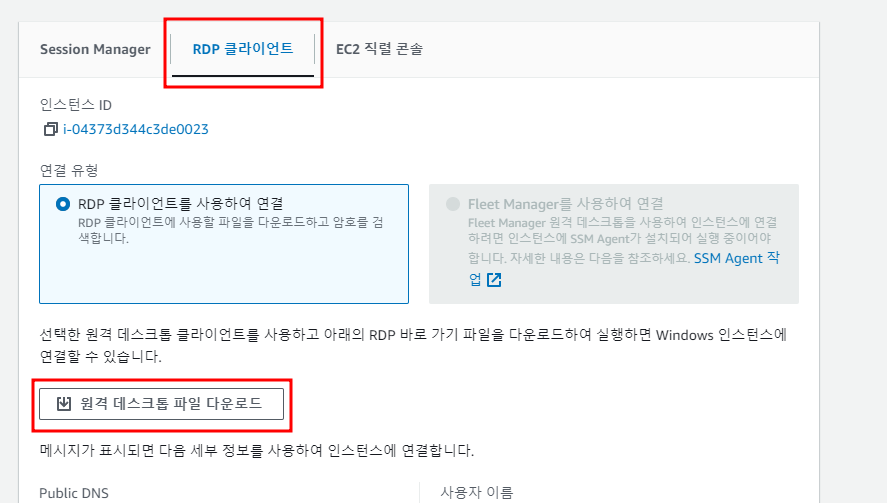 Session Manager
RDP 클라이언트
EC2 직렬 콘솔
인스턴스 ID
i-04373d344c3de0023
연결 유형
RDP 클라이언트를 사용하여 연결
RDP 클라이언트에 사용할 파일을 다운로드하고 암호를 검
색합니다.
Fleet Manager를 사용하여 연결
Fleet Manager 원격 데스크톱을 사용하여 인스턴스에 연결
하려면 인스턴스에 SSM Agent가 설치되어 실행 중이어야
합니다. 자세한 내용은 다음을 참조하세요. SSM Agent 작
업
선택한 원격 데스크톱 클라이언트를 사용하고 아래의 RDP 바로 가기 파일을 다운로드하여 실행하면 Windows 인스턴스에
연결할 수 있습니다.
원격 데스크톱 파일 다운로드
메시지가 표시되면 다음 세부 정보를 사용하여 인스턴스에 연결합니다.
Public DNS
사용자 이름